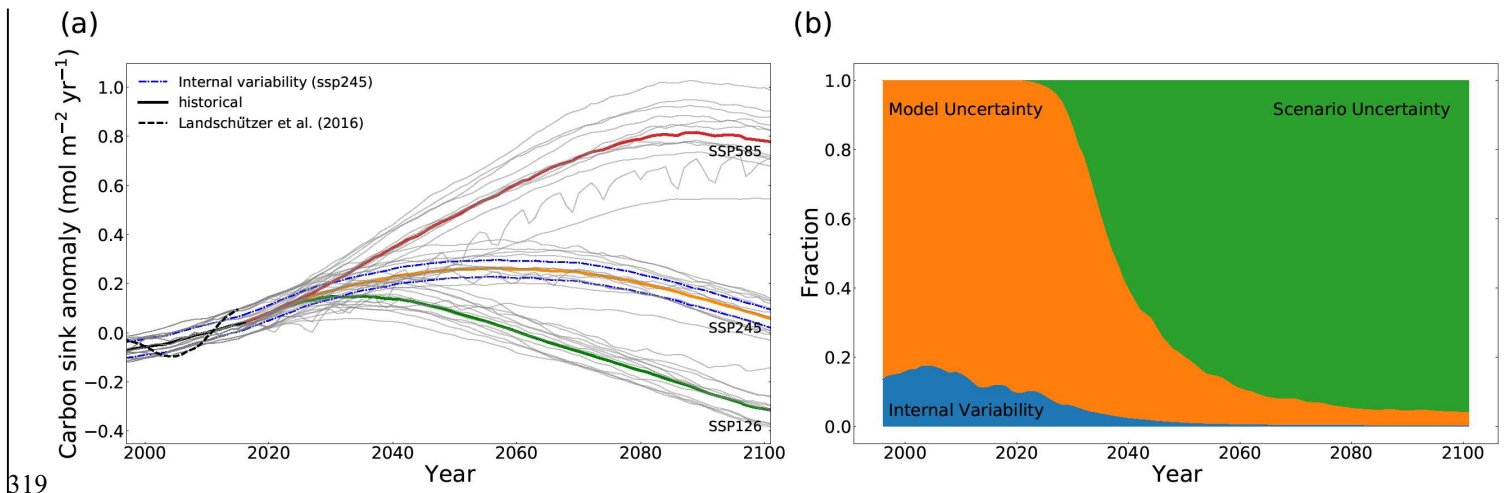 (a)
Carbon sink anomaly (mol m⁻² yr⁻¹)
1.0
0.8
0.6
0.4
0.2
0.0
−0.2
−0.4
Internal variability (ssp245)
historical
Landschűtzer et al. (2016)
SSP585
SSP245
SSP126
2000 2020 2040 2060 2080 2100
Year
(b)
Fraction
1.0
0.8
0.6
0.4
0.2
0.0
Model Uncertainty
Scenario Uncertainty
Internal Variability
2000 2020 2040 2060 2080 2100
Year
319